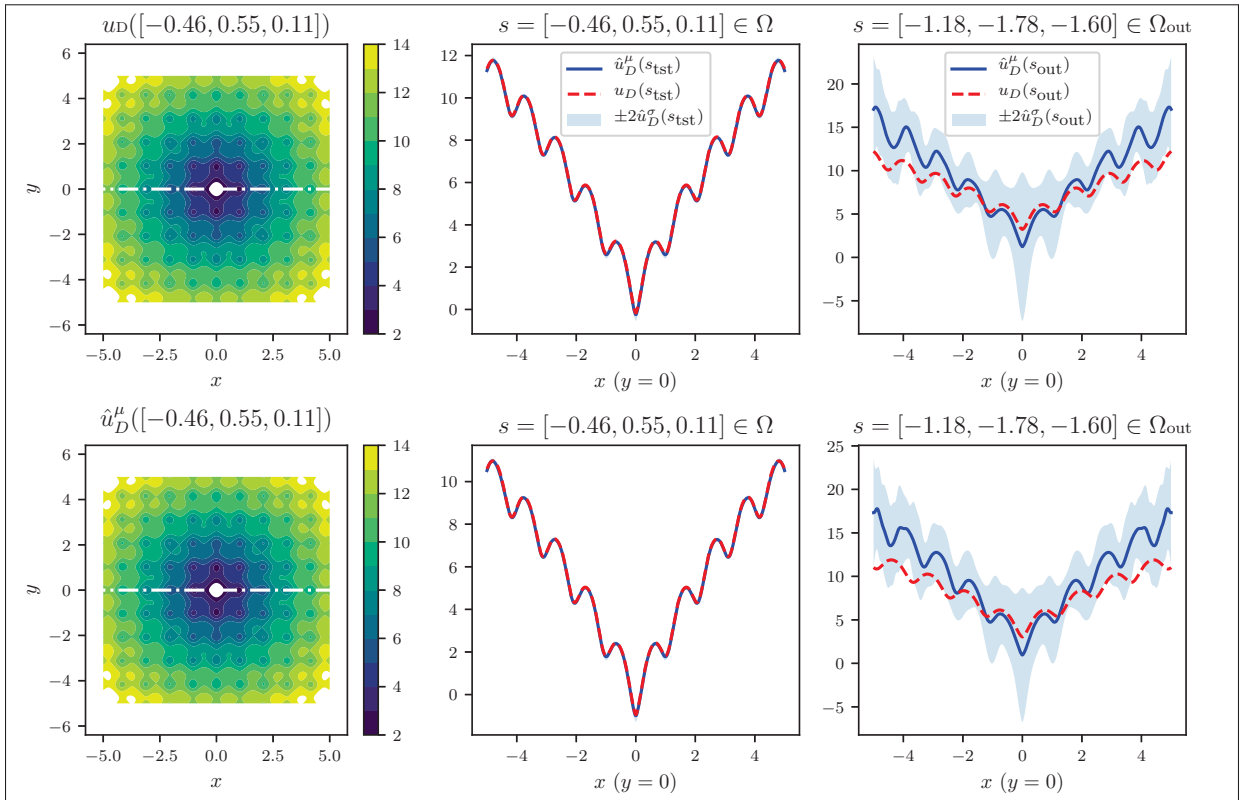 u_D([−0.46, 0.55, 0.11])
6
4
2
0
−2
−4
−6
y
−5.0 −2.5 0.0 2.5 5.0
x
14
12
10
8
6
4
2
s = [−0.46, 0.55, 0.11] ∈ Ω
12
10
8
6
4
2
0
−4 −2 0 2 4
x (y = 0)
û_D^μ(s_tst)
u_D(s_tst)
±2û_D^σ(s_tst)
s = [−1.18, −1.78, −1.60] ∈ Ω_out
20
15
10
5
0
−5
−4 −2 0 2 4
x (y = 0)
û_D^μ(s_out)
u_D(s_out)
±2û_D^σ(s_out)
û_D^μ([−0.46, 0.55, 0.11])
6
4
2
0
−2
−4
−6
y
−5.0 −2.5 0.0 2.5 5.0
x
14
12
10
8
6
4
2
s = [−0.46, 0.55, 0.11] ∈ Ω
10
8
6
4
2
0
−4 −2 0 2 4
x (y = 0)
s = [−1.18, −1.78, −1.60] ∈ Ω_out
25
20
15
10
5
0
−5
−4 −2 0 2 4
x (y = 0)